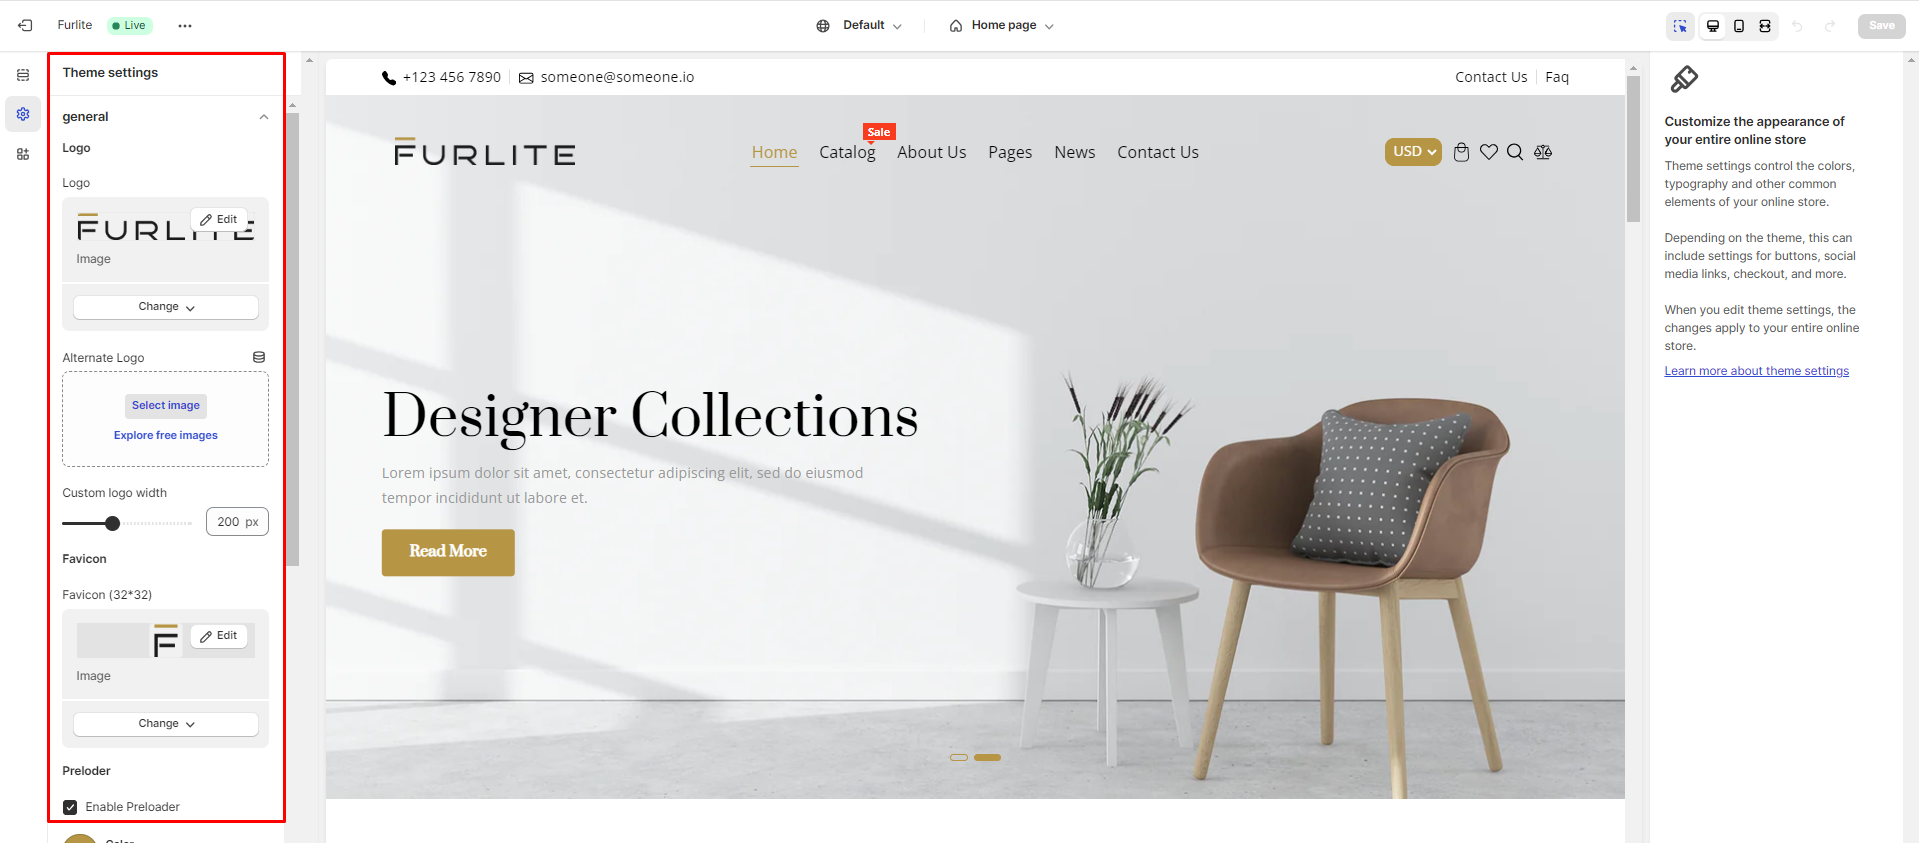 Furlite
Live
Default
Home page
Save
Theme settings
general
Logo
Logo
FURLITE
Edit
Image
Change
Alternate Logo
Select image
Explore free images
Custom logo width
200 px
Favicon
Favicon (32*32)
F
Edit
Image
Change
Preloder
Enable Preloader
Color
+123 456 7890
someone@someone.io
Contact Us
Faq
FURLITE
Home
Catalog
Sale
About Us
Pages
News
Contact Us
USD
Designer Collections
Lorem ipsum dolor sit amet, consectetur adipiscing elit, sed do eiusmod
tempor incididunt ut labore et.
Read More
Customize the appearance of
your entire online store
Theme settings control the colors,
typography and other common
elements of your online store.
Depending on the theme, this can
include settings for buttons, social
media links, checkout, and more.
When you edit theme settings, the
changes apply to your entire online
store.
Learn more about theme settings